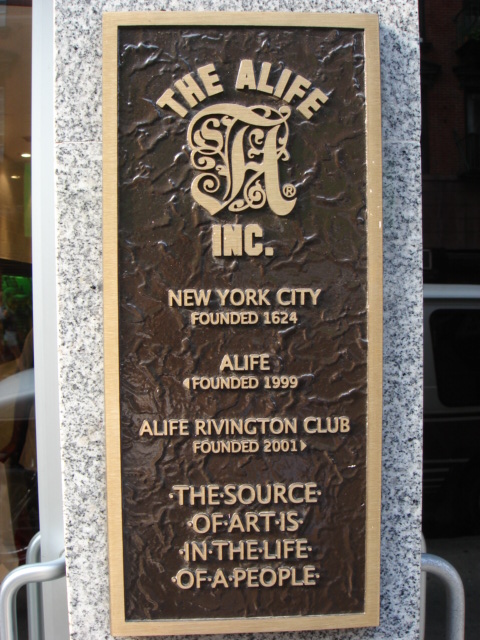 THE ALIFE
A®
INC.
NEW YORK CITY
FOUNDED 1624
ALIFE
◂FOUNDED 1999
ALIFE RIVINGTON CLUB
FOUNDED 2001▸
·THE·SOURCE·
·OF·ART·IS·
·IN·THE·LIFE·
·OF·A·PEOPLE·